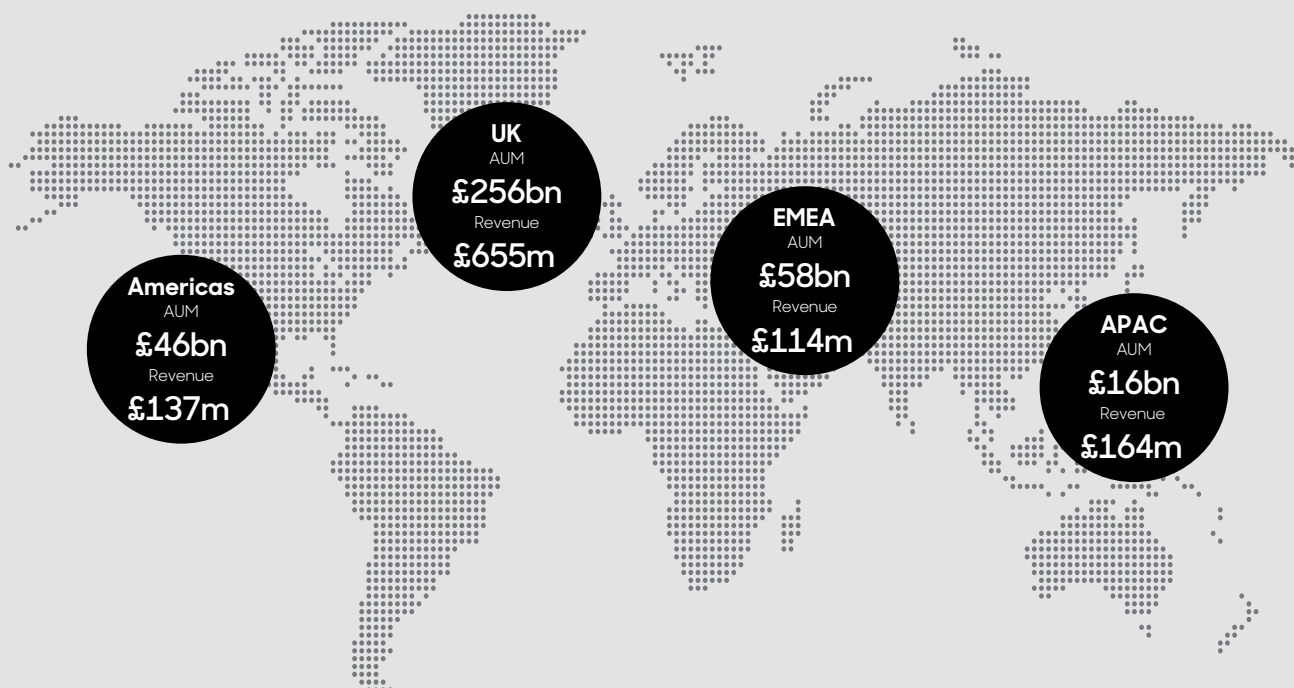 UK
AUM
£256bn
Revenue
£655m
EMEA
AUM
£58bn
Revenue
£114m
Americas
AUM
£46bn
Revenue
£137m
APAC
AUM
£16bn
Revenue
£164m